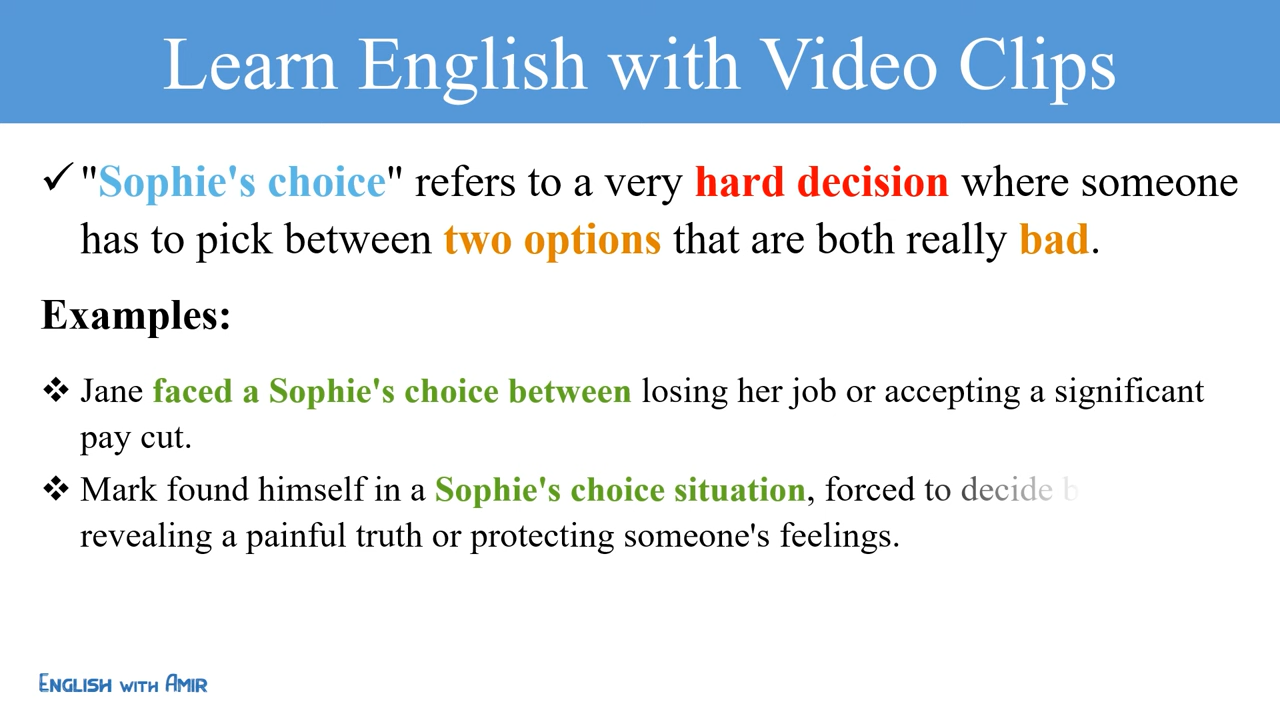 Learn English with Video Clips
✓ "Sophie's choice" refers to a very hard decision where someone
has to pick between two options that are both really bad.
Examples:
❖ Jane faced a Sophie's choice between losing her job or accepting a significant
pay cut.
❖ Mark found himself in a Sophie's choice situation, forced to decide
revealing a painful truth or protecting someone's feelings.
English with Amir